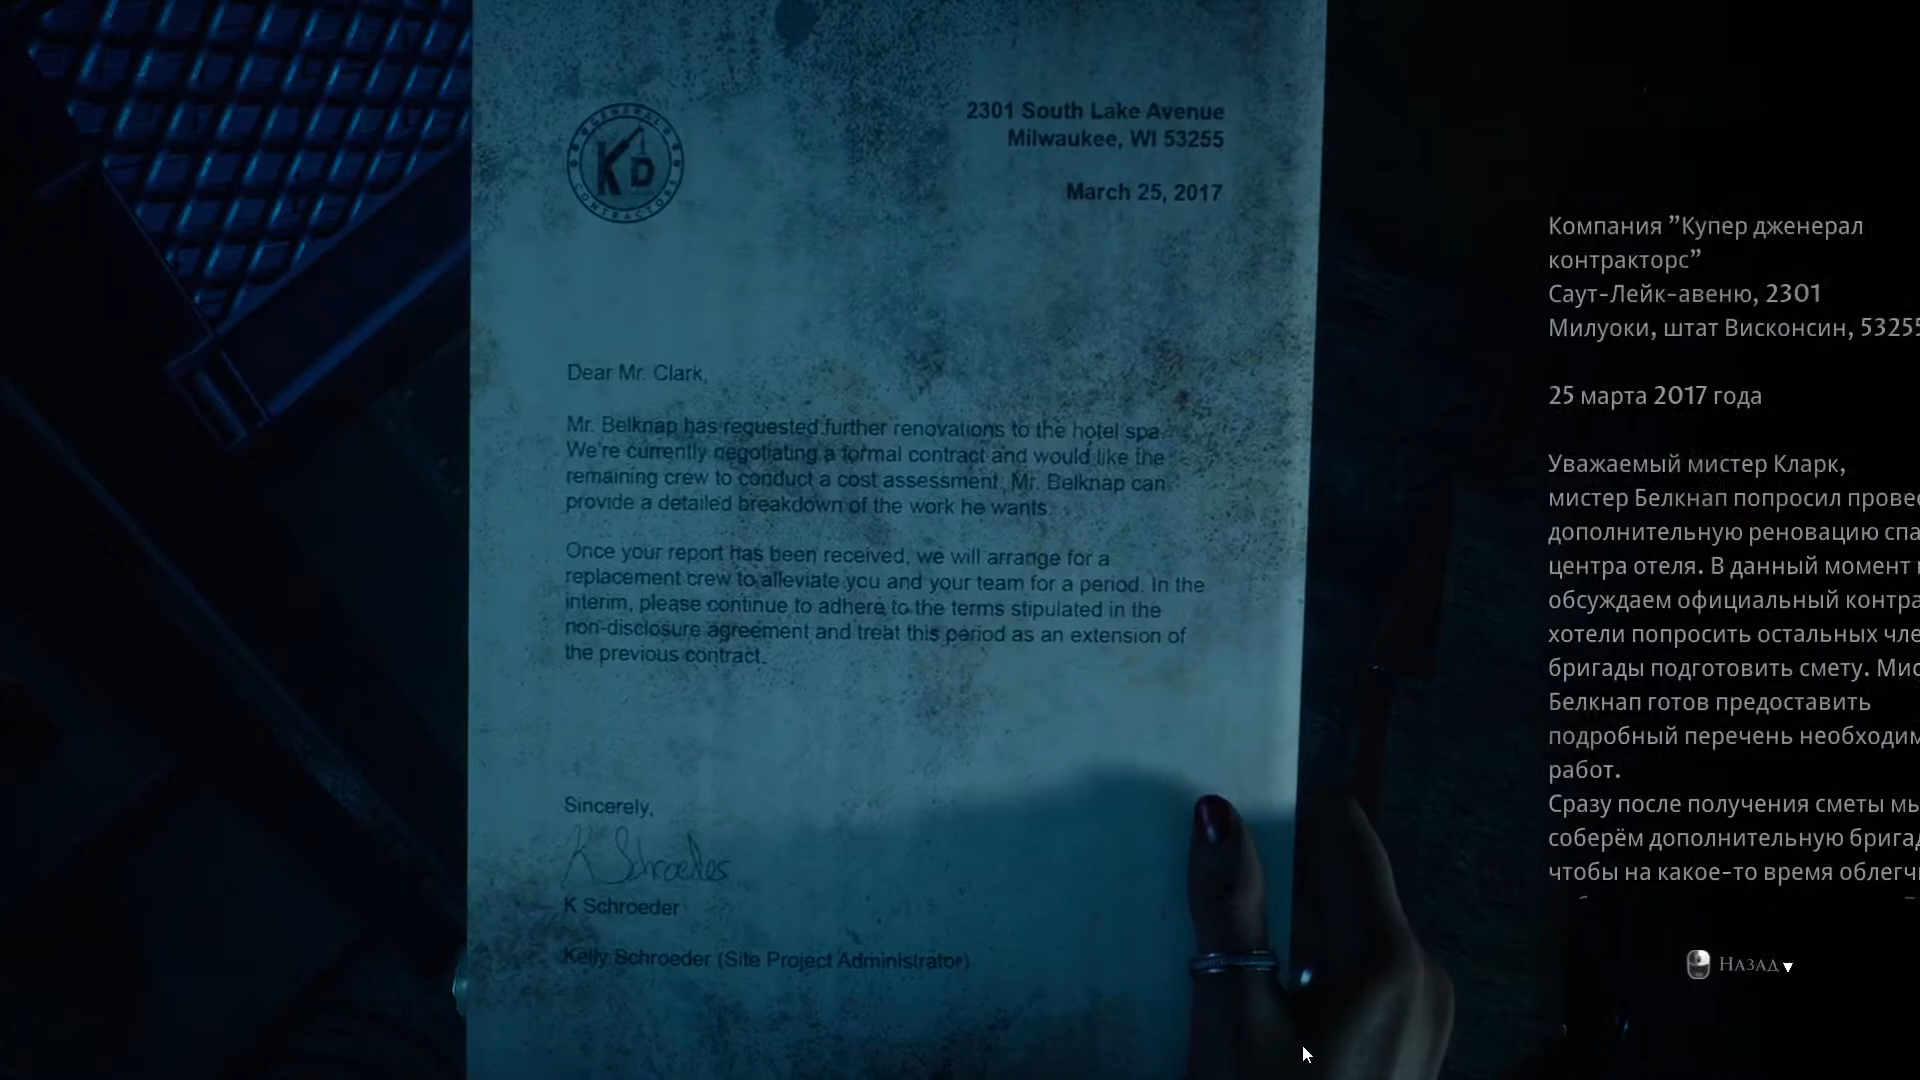 GENERAL
KD
CONTRACTORS
2301 South Lake Avenue
Milwaukee, WI 53255
March 25, 2017
Dear Mr. Clark,
Mr. Belknap has requested further renovations to the hotel spa.
We're currently negotiating a formal contract and would like the
remaining crew to conduct a cost assessment. Mr. Belknap can
provide a detailed breakdown of the work he wants.
Once your report has been received, we will arrange for a
replacement crew to alleviate you and your team for a period. In the
interim, please continue to adhere to the terms stipulated in the
non-disclosure agreement and treat this period as an extension of
the previous contract.
Sincerely,
K Schroeder
K Schroeder
Kelly Schroeder (Site Project Administrator)
Компания "Купер дженерал
контракторс"
Саут-Лейк-авеню, 2301
Милуоки, штат Висконсин, 53255
25 марта 2017 года
Уважаемый мистер Кларк,
мистер Белкнап попросил
дополнительную реновацию
центра отеля. В данный момент
обсуждаем официальный
хотели попросить остальных
бригады подготовить смету.
Белкнап готов предоставить
подробный перечень
работ.
Сразу после получения сметы мы
соберём дополнительную
чтобы на какое-то время
НАЗАД